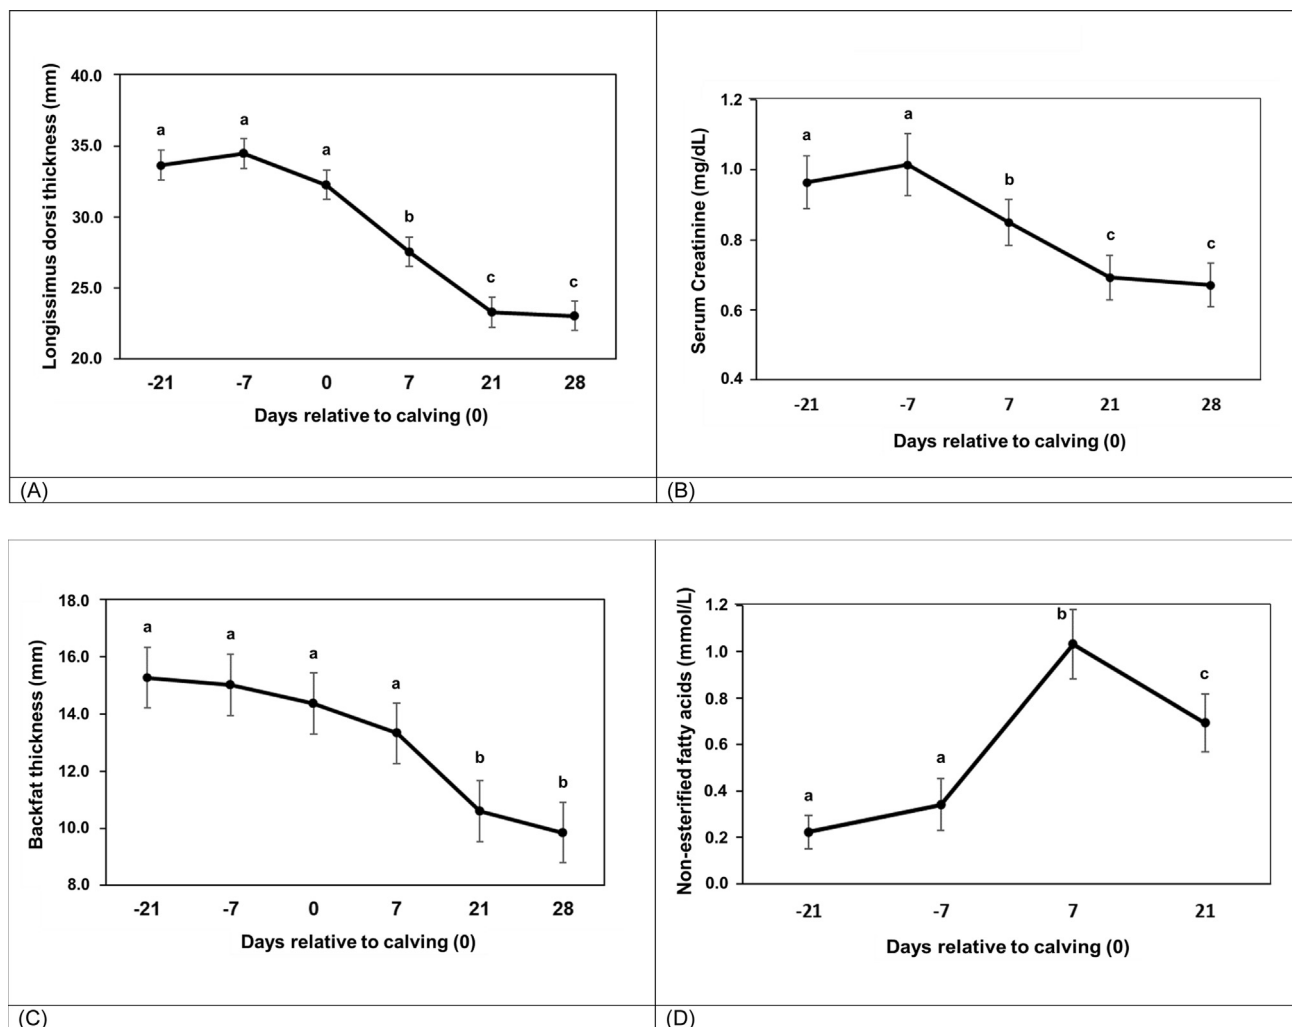 Longissimus dorsi thickness (mm)
40.0
35.0
30.0
25.0
20.0
a
a
a
b
c
c
-21 -7 0 7 21 28
Days relative to calving (0)
(A)
Serum Creatinine (mg/dL)
1.2
1.0
0.8
0.6
0.4
a
a
b
c
c
-21 -7 7 21 28
Days relative to calving (0)
(B)
Backfat thickness (mm)
18.0
16.0
14.0
12.0
10.0
8.0
a
a
a
a
b
b
-21 -7 0 7 21 28
Days relative to calving (0)
(C)
Non-esterified fatty acids (mmol/L)
1.2
1.0
0.8
0.6
0.4
0.2
0.0
a
a
b
c
-21 -7 7 21
Days relative to calving (0)
(D)